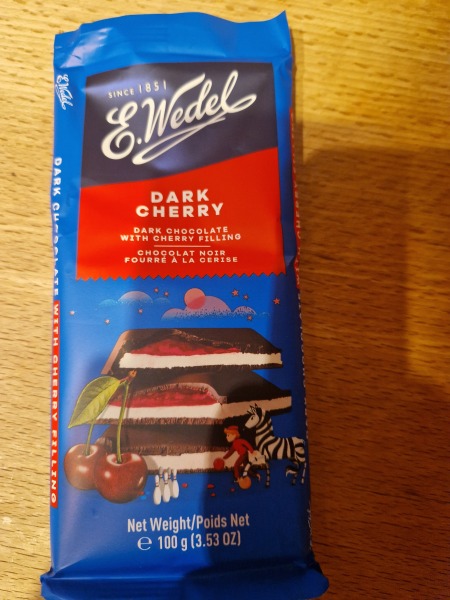 SINCE 1851
E. Wedel
DARK
CHERRY
DARK CHOCOLATE
WITH CHERRY FILLING
CHOCOLAT NOIR
FOURRÉ À LA CERISE
Net Weight/Poids Net
e 100 g (3.53 OZ)
E. Wedel
DARK CHOCOLATE WITH CHERRY FILLING